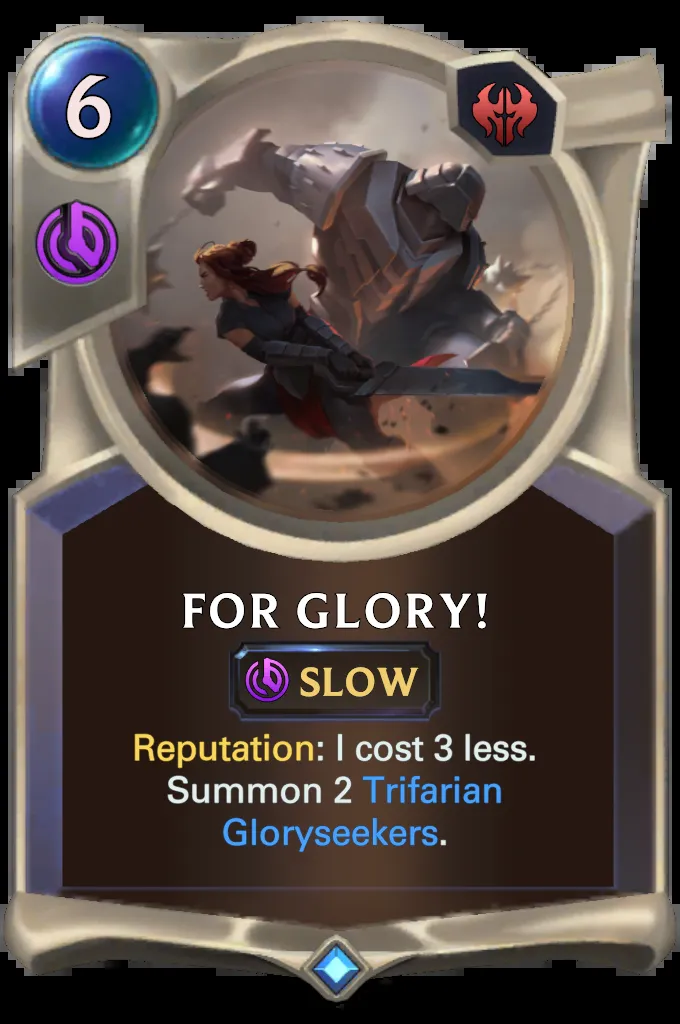 6
FOR GLORY!
SLOW
Reputation: I cost 3 less.
Summon 2 Trifarian
Gloryseekers.